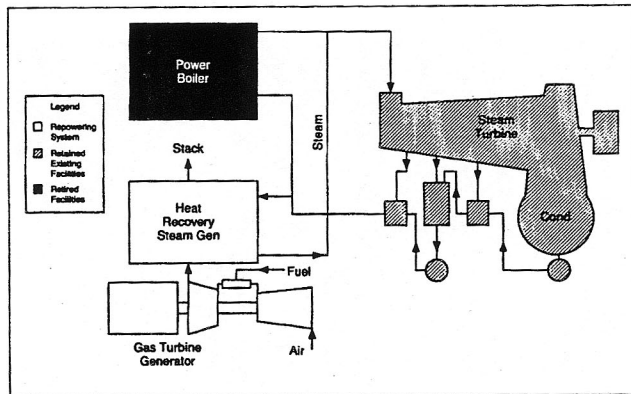 Power
Boiler
Legend
Repowering
System
Retained
Existing
Facilities
Retired
Facilities
Stack
Steam
Steam
Turbine
Heat
Recovery
Steam Gen
Cond
Fuel
Gas Turbine
Generator
Air